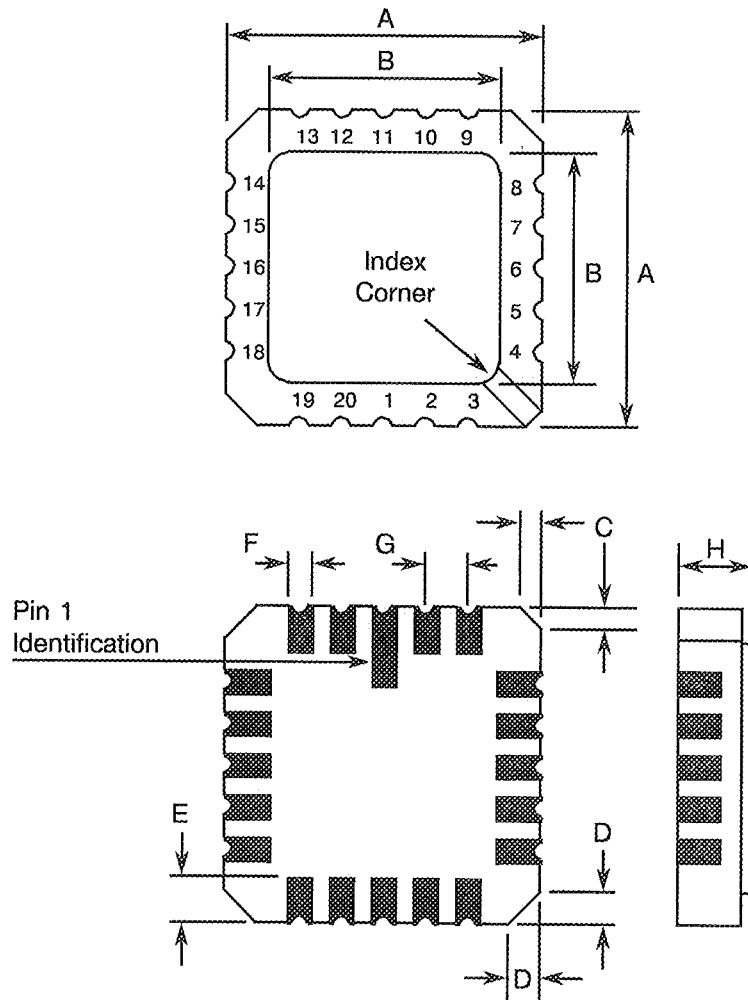 A
B
13 12 11 10 9
14 8
15 7
16 6
17 5
18 4
Index
Corner
B A
19 20 1 2 3
C
F G H
Pin 1
Identification
E D
D